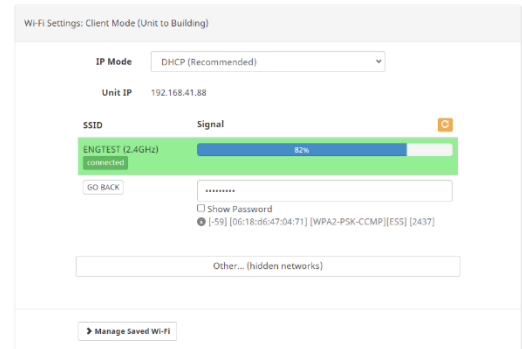 Wi-Fi Settings: Client Mode (Unit to Building)
IP Mode DHCP (Recommended)
Unit IP 192.168.41.88
SSID Signal
ENGTEST (2.4GHz) 82%
connected
GO BACK •••••••••
Show Password
[-59] [06:18:d6:47:04:71] [WPA2-PSK-CCMP][ESS] [2437]
Other... (hidden networks)
Manage Saved Wi-Fi